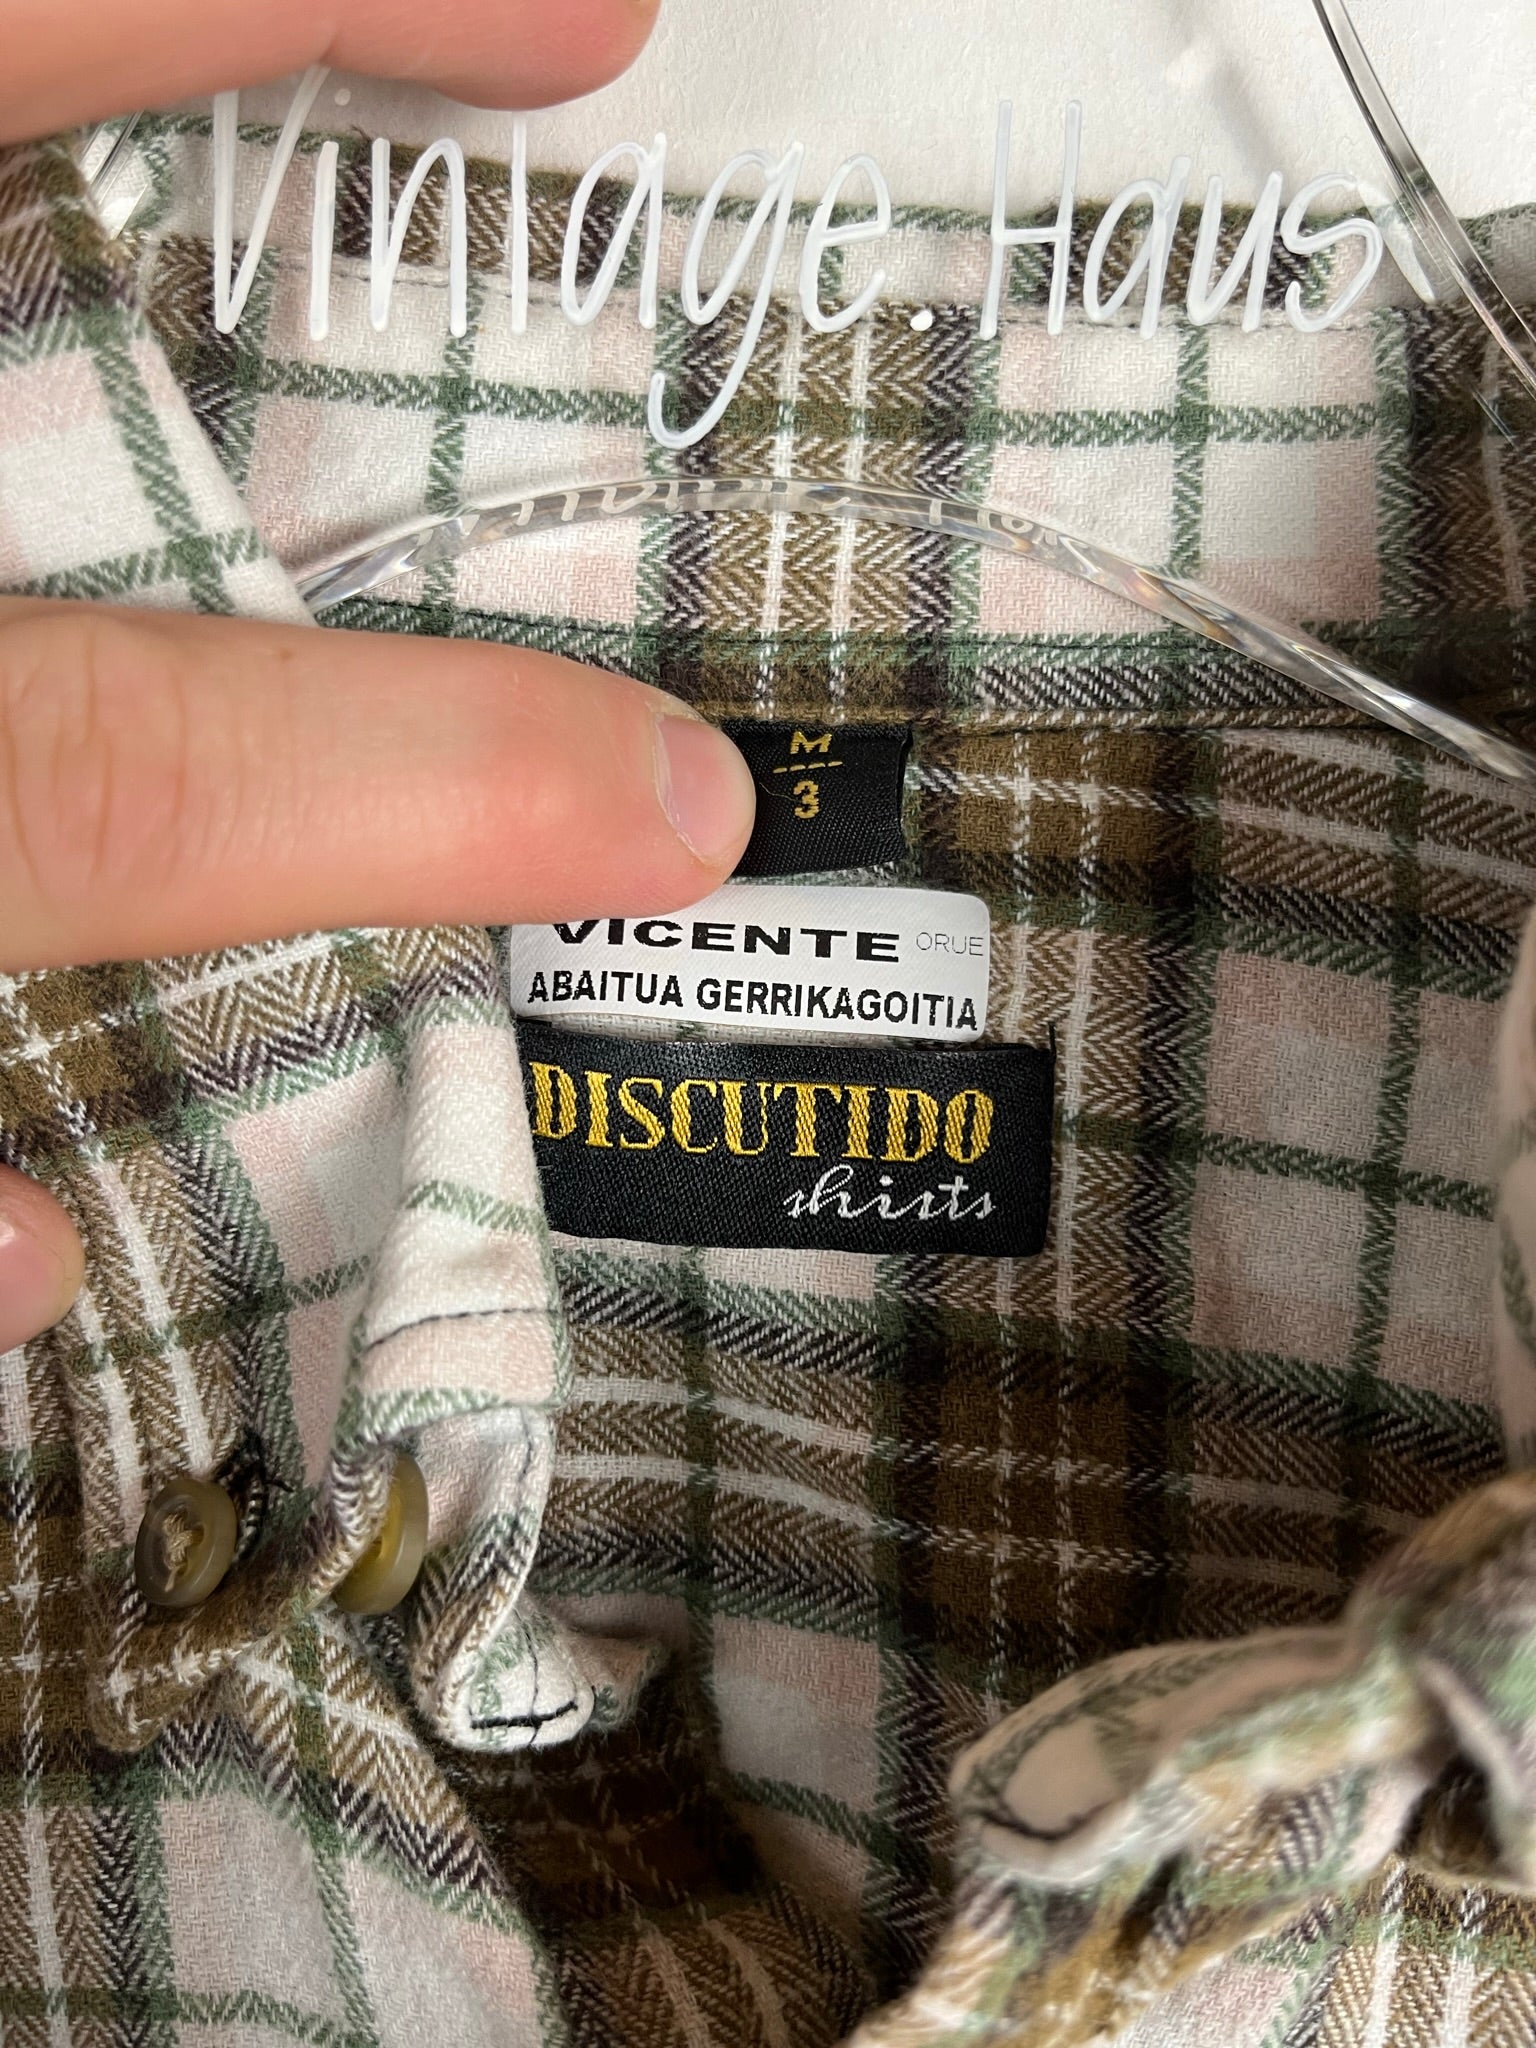 Vintage.Haus
M
3
VICENTE ORUE
ABAITUA GERRIKAGOITIA
DISCUTIDO
shirts